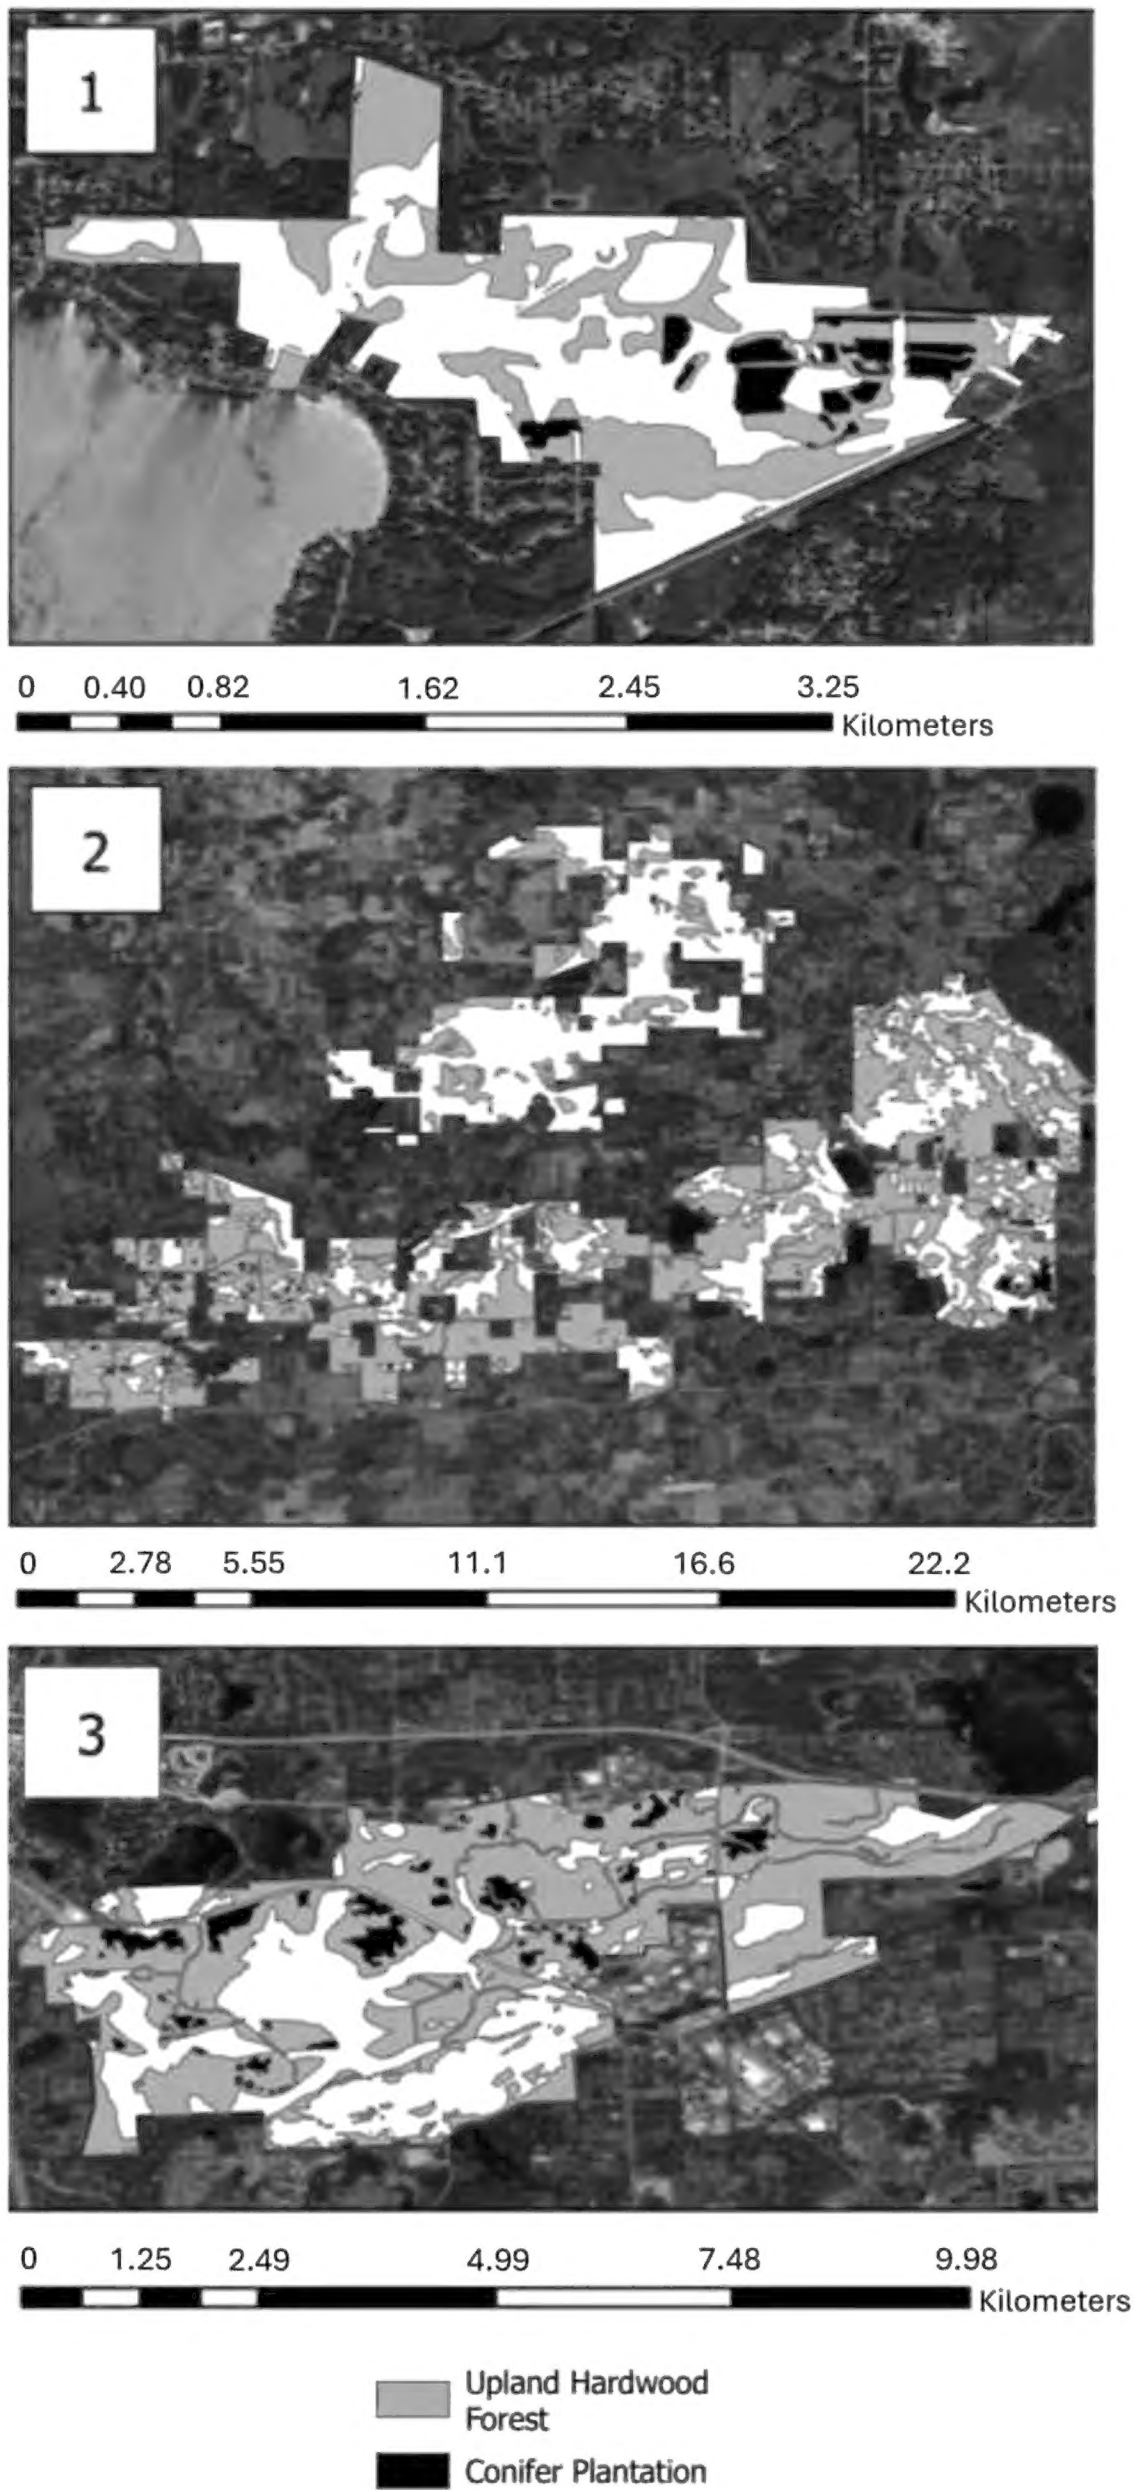 1
0 0.40 0.82 1.62 2.45 3.25
Kilometers
2
0 2.78 5.55 11.1 16.6 22.2
Kilometers
3
0 1.25 2.49 4.99 7.48 9.98
Kilometers
Upland Hardwood
Forest
Conifer Plantation